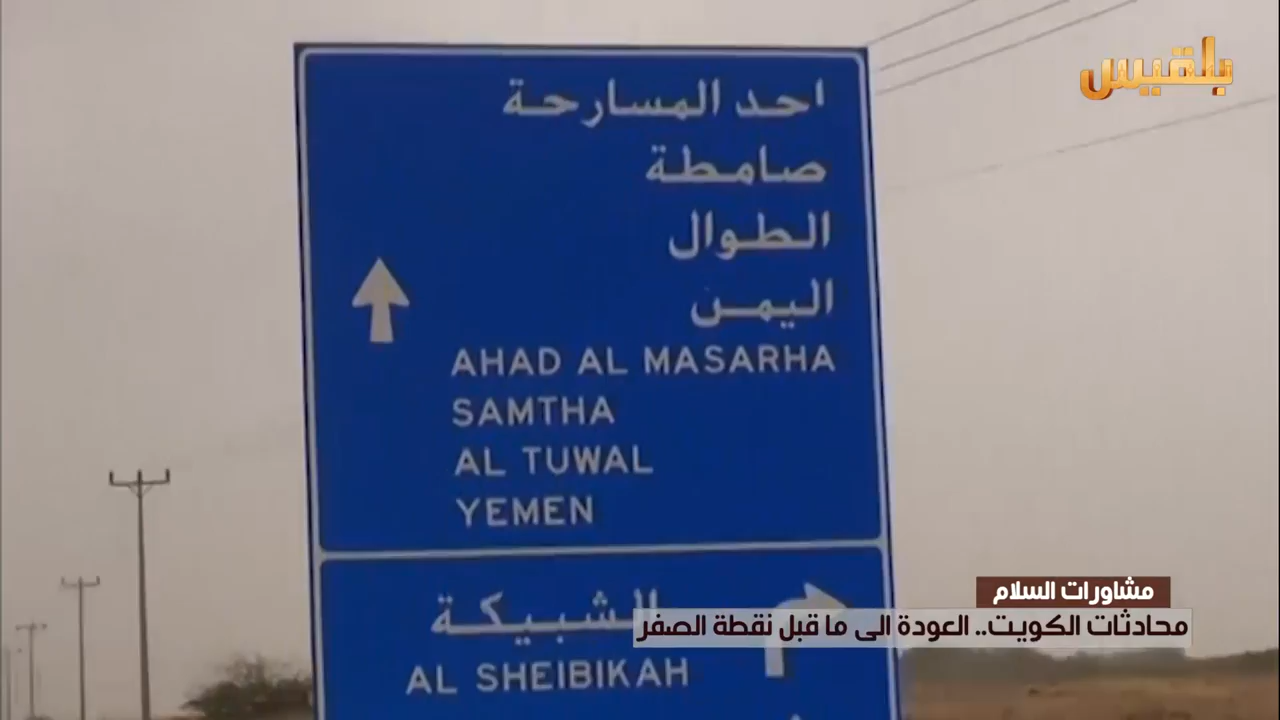 بلقيس
احد المسارحة
صامطة
الطوال
اليمن
AHAD AL MASARHA
SAMTHA
AL TUWAL
YEMEN
الشبيكة
AL SHEIBIKAH
مشاورات السلام
محادثات الكويت.. العودة الى ما قبل نقطة الصفر